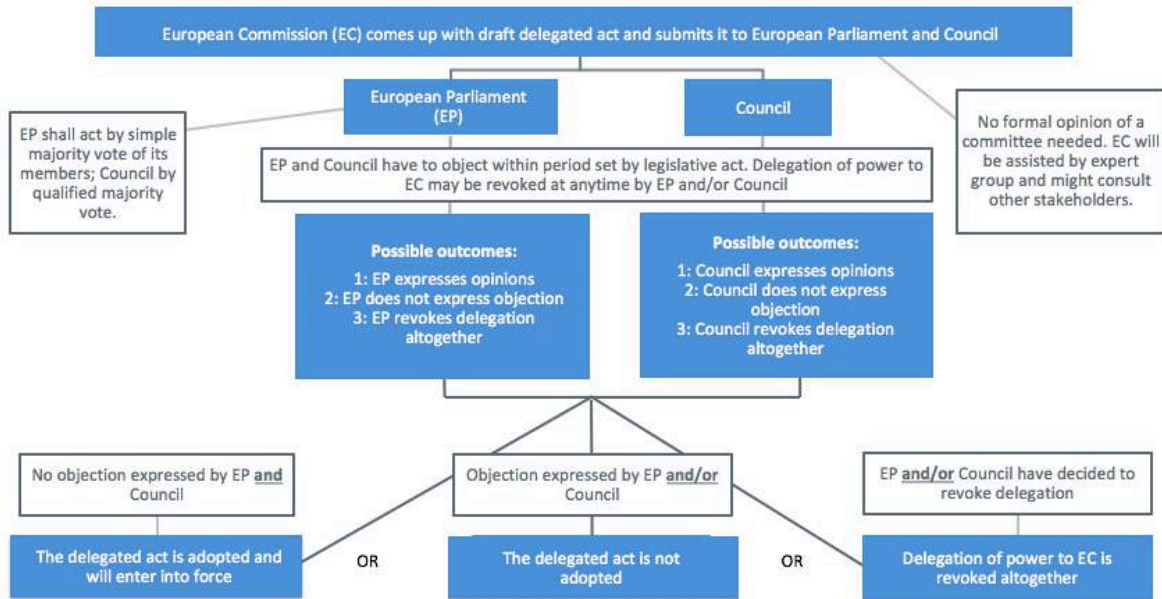 European Commission (EC) comes up with draft delegated act and submits it to European Parliament and Council
European Parliament
(EP)
Council
EP shall act by simple
majority vote of its
members; Council by
qualified majority
vote.
No formal opinion of a
committee needed. EC will
be assisted by expert
group and might consult
other stakeholders.
EP and Council have to object within period set by legislative act. Delegation of power to
EC may be revoked at anytime by EP and/or Council
Possible outcomes:
1: EP expresses opinions
2: EP does not express objection
3: EP revokes delegation
altogether
Possible outcomes:
1: Council expresses opinions
2: Council does not express
objection
3: Council revokes delegation
altogether
No objection expressed by EP and
Council
Objection expressed by EP and/or
Council
EP and/or Council have decided to
revoke delegation
The delegated act is adopted and
will enter into force
OR
The delegated act is not
adopted
OR
Delegation of power to EC is
revoked altogether